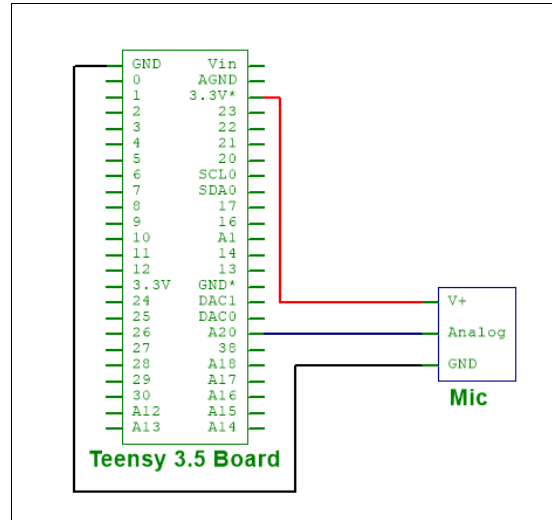 GND Vin
0 AGND
1 3.3V*
2 23
3 22
4 21
5 20
6 SCL0
7 SDA0
8 17
9 16
10 A1
11 14
12 13
3.3V GND*
24 DAC1
25 DAC0
26 A20
27 38
28 A18
29 A17
30 A16
A12 A15
A13 A14
Teensy 3.5 Board
V+
Analog
GND
Mic